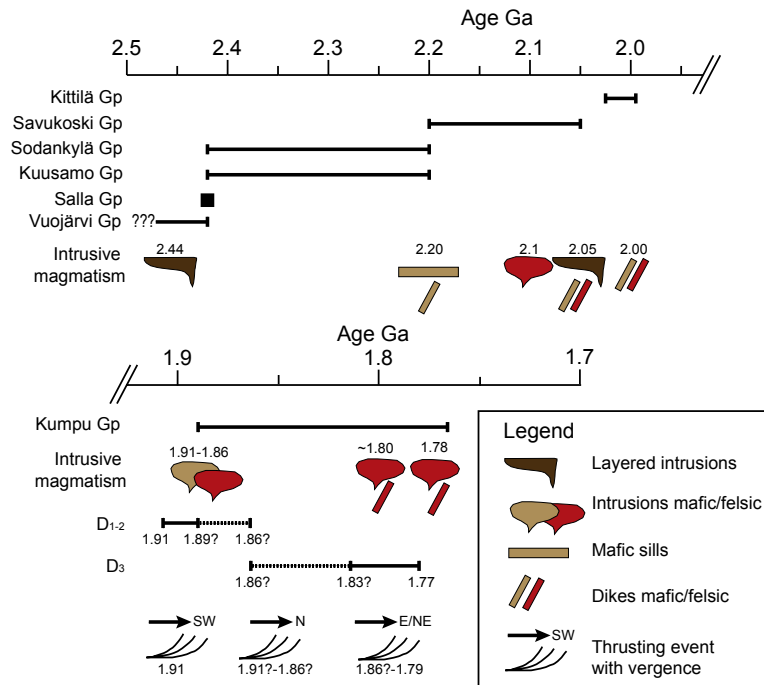 Age Ga
2.5 2.4 2.3 2.2 2.1 2.0
Kittilä Gp
Savukoski Gp
Sodankylä Gp
Kuusamo Gp
Salla Gp
Vuojärvi Gp ???
Intrusive
magmatism
2.44 2.20 2.1 2.05 2.00
Age Ga
1.9 1.8 1.7
Kumpu Gp
Intrusive
magmatism
1.91-1.86 ~1.80 1.78
D1-2
1.91 1.89? 1.86?
D3
1.86? 1.83? 1.77
SW N E/NE
1.91 1.91?-1.86? 1.86?-1.79
Legend
Layered intrusions
Intrusions mafic/felsic
Mafic sills
Dikes mafic/felsic
SW
Thrusting event
with vergence